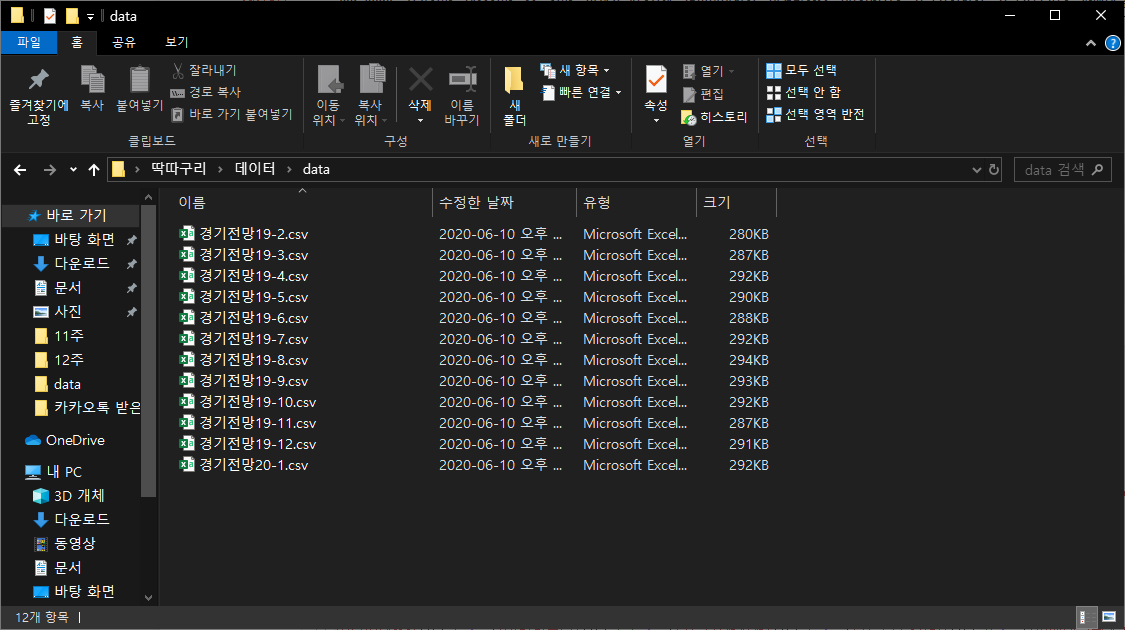 data
파일 홈 공유 보기
즐겨찾기에 고정
복사
붙여넣기
잘라내기
경로 복사
바로 가기 붙여넣기
클립보드
이동 위치
복사 위치
삭제
이름 바꾸기
구성
새 폴더
새 항목
빠른 연결
새로 만들기
속성
열기
편집
히스토리
열기
모두 선택
선택 안 함
선택 영역 반전
선택
딱따구리 › 데이터 › data
data 검색
바로 가기
바탕 화면
다운로드
문서
사진
11주
12주
data
카카오톡 받은
OneDrive
내 PC
3D 개체
다운로드
동영상
문서
바탕 화면
이름 수정한 날짜 유형 크기
경기전망19-2.csv 2020-06-10 오후 ... Microsoft Excel... 280KB
경기전망19-3.csv 2020-06-10 오후 ... Microsoft Excel... 287KB
경기전망19-4.csv 2020-06-10 오후 ... Microsoft Excel... 292KB
경기전망19-5.csv 2020-06-10 오후 ... Microsoft Excel... 290KB
경기전망19-6.csv 2020-06-10 오후 ... Microsoft Excel... 288KB
경기전망19-7.csv 2020-06-10 오후 ... Microsoft Excel... 292KB
경기전망19-8.csv 2020-06-10 오후 ... Microsoft Excel... 294KB
경기전망19-9.csv 2020-06-10 오후 ... Microsoft Excel... 293KB
경기전망19-10.csv 2020-06-10 오후 ... Microsoft Excel... 292KB
경기전망19-11.csv 2020-06-10 오후 ... Microsoft Excel... 287KB
경기전망19-12.csv 2020-06-10 오후 ... Microsoft Excel... 291KB
경기전망20-1.csv 2020-06-10 오후 ... Microsoft Excel... 292KB
12개 항목